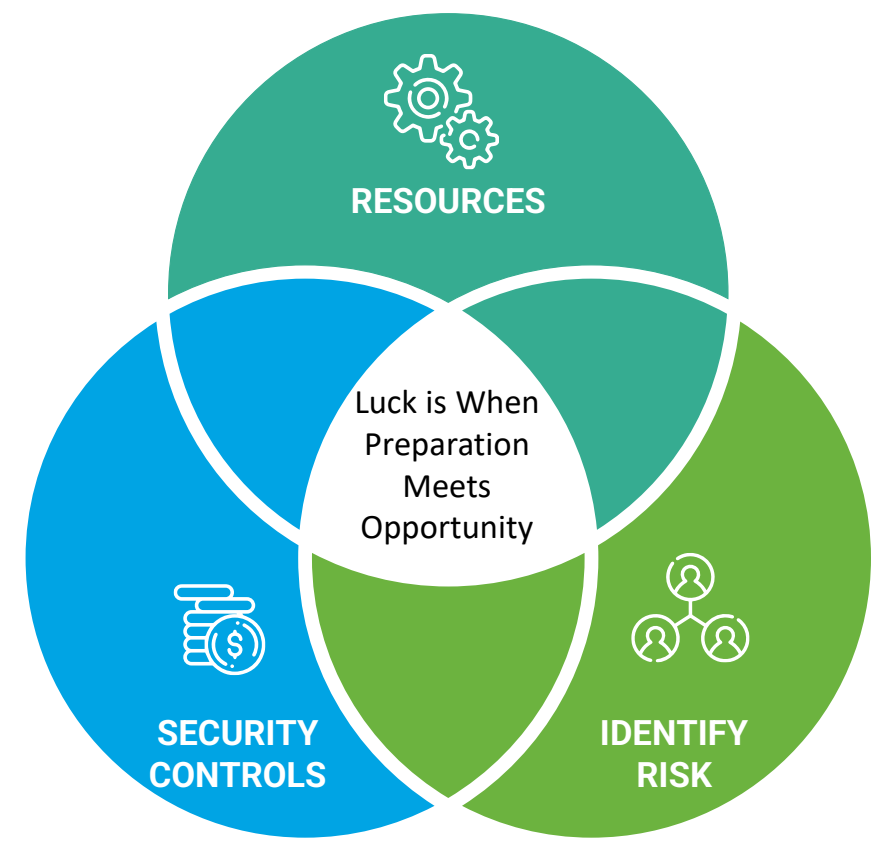 RESOURCES
Luck is When
Preparation
Meets
Opportunity
$
SECURITY
CONTROLS
IDENTIFY
RISK